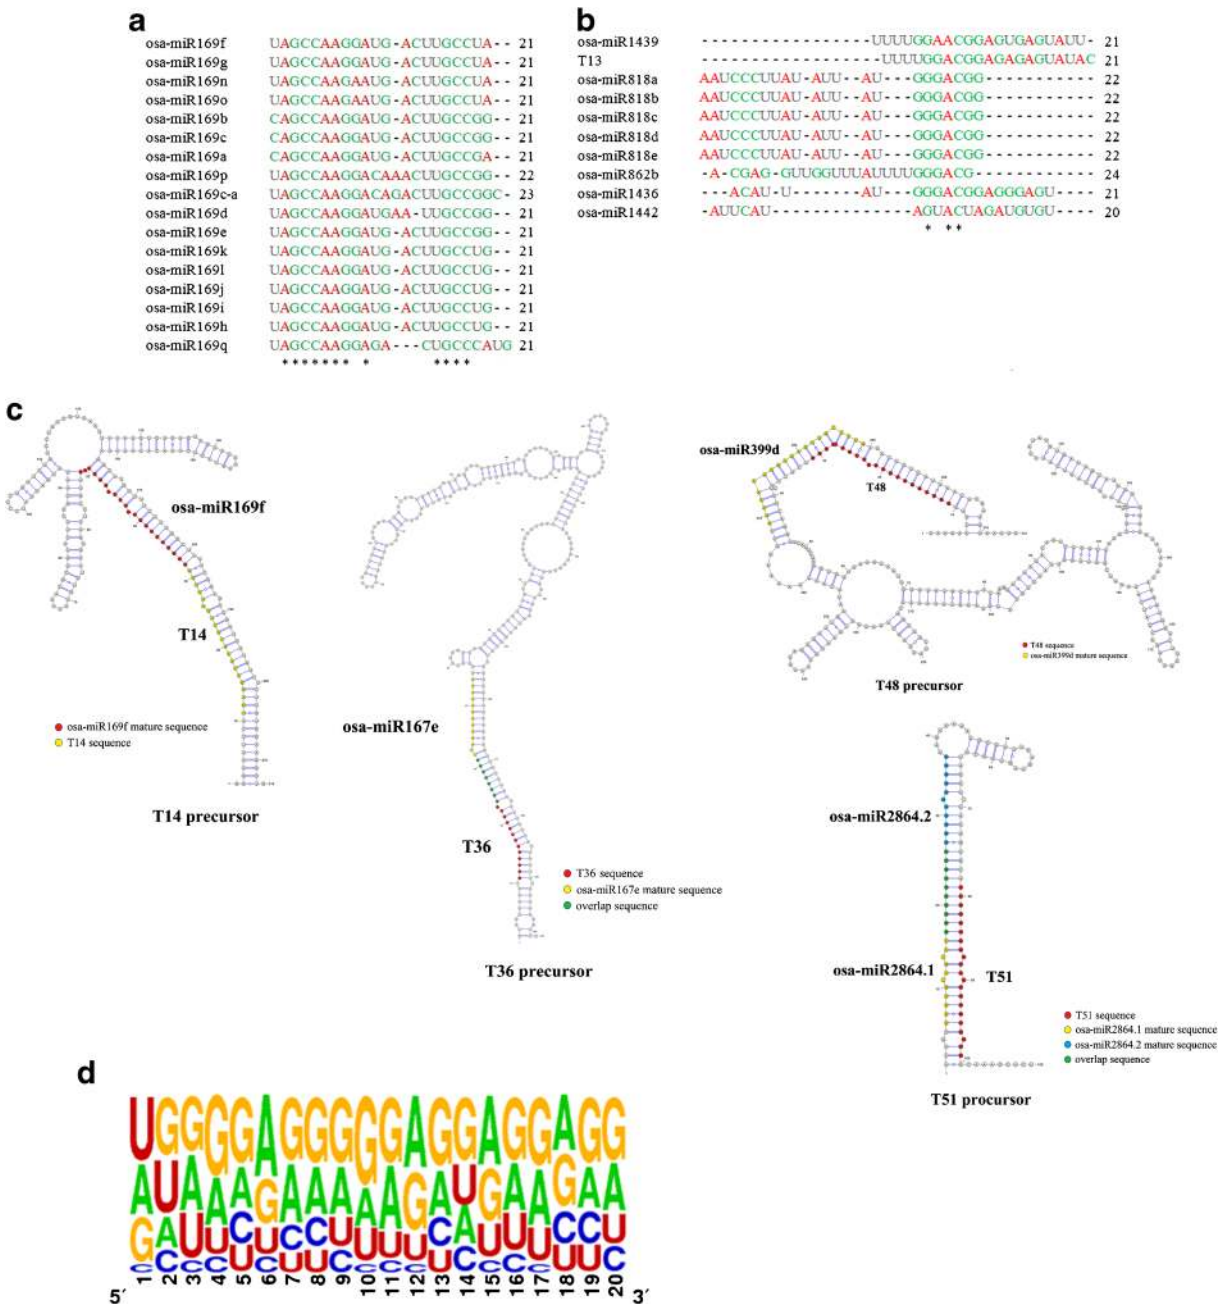 a
osa-miR169f UAGCCAAGGAUG-ACUUGCCUA-- 21
osa-miR169g UAGCCAAGGAUG-ACUUGCCUA-- 21
osa-miR169n UAGCCAAGAAUG-ACUUGCCUA-- 21
osa-miR169o UAGCCAAGAAUG-ACUUGCCUA-- 21
osa-miR169b CAGCCAAGGAUG-ACUUGCCGG-- 21
osa-miR169c CAGCCAAGGAUG-ACUUGCCGG-- 21
osa-miR169a CAGCCAAGGAUG-ACUUGCCGA-- 21
osa-miR169p UAGCCAAGGACAAACUUGCCGG-- 22
osa-miR169c-a UAGCCAAGGACAGACUUGCCGGC- 23
osa-miR169d UAGCCAAGGAUGAA-UUGCCGG-- 21
osa-miR169e UAGCCAAGGAUG-ACUUGCCGG-- 21
osa-miR169k UAGCCAAGGAUG-ACUUGCCUG-- 21
osa-miR169l UAGCCAAGGAUG-ACUUGCCUG-- 21
osa-miR169j UAGCCAAGGAUG-ACUUGCCUG-- 21
osa-miR169i UAGCCAAGGAUG-ACUUGCCUG-- 21
osa-miR169h UAGCCAAGGAUG-ACUUGCCUG-- 21
osa-miR169q UAGCCAAGGAGA---CUGCCCAUG 21
******* * ****
b
osa-miR1439 ----------------UUUUGGAACGGAGUGAGUAUU- 21
T13 -----------------UUUUGGACGGAGAGAGUAUAC 21
osa-miR818a AAUCCCUUAU-AUU--AU---GGGACGG---------- 22
osa-miR818b AAUCCCUUAU-AUU--AU---GGGACGG---------- 22
osa-miR818c AAUCCCUUAU-AUU--AU---GGGACGG---------- 22
osa-miR818d AAUCCCUUAU-AUU--AU---GGGACGG---------- 22
osa-miR818e AAUCCCUUAU-AUU--AU---GGGACGG---------- 22
osa-miR862b -A-CGAG-GUUGGUUUAUUUUGGGACG----------- 24
osa-miR1436 ---ACAUU-------AU---GGGACGGAGGGAGU---- 21
osa-miR1442 -AUUCAU-------------AGUACUAGAUGUGU---- 20
* **
c
osa-miR169f
T14
osa-miR169f mature sequence
T14 sequence
T14 precursor
osa-miR167e
T36
T36 sequence
osa-miR167e mature sequence
overlap sequence
T36 precursor
osa-miR399d
T48
T48 sequence
osa-miR399d mature sequence
T48 precursor
osa-miR2864.2
osa-miR2864.1
T51
T51 sequence
osa-miR2864.1 mature sequence
osa-miR2864.2 mature sequence
overlap sequence
T51 procursor
d
UGGGGAGGGGGAGGAGGAGG
5′ 1 2 3 4 5 6 7 8 9 10 11 12 13 14 15 16 17 18 19 20 3′